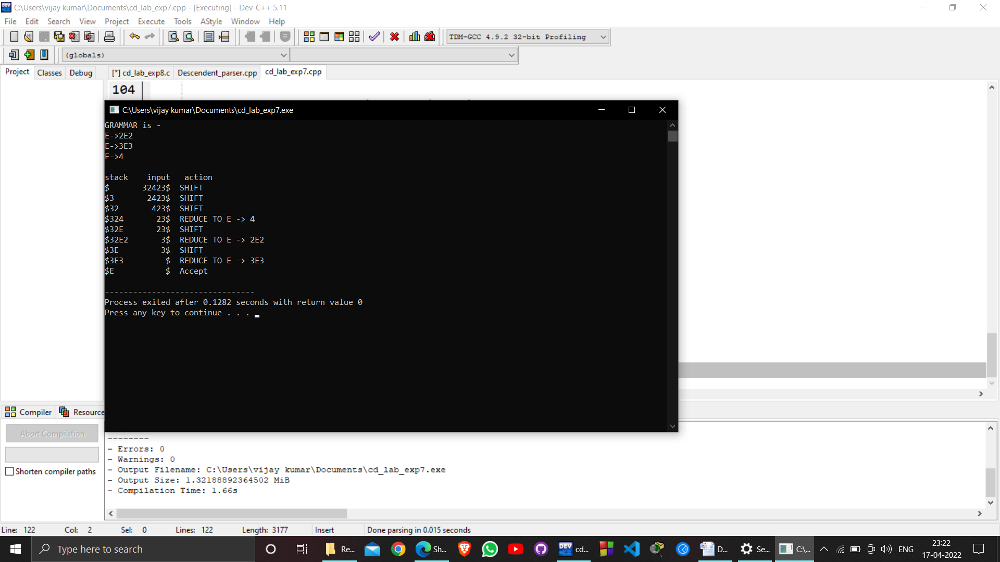 C:\Users\vijay kumar\Documents\cd_lab_exp7.cpp - [Executing] - Dev-C++ 5.11
File Edit Search View Project Execute Tools AStyle Window Help
TDM-GCC 4.9.2 32-bit Profiling
(globals)
Project Classes Debug [*] cd_lab_exp8.c Descendent_parser.cpp cd_lab_exp7.cpp
104
C:\Users\vijay kumar\Documents\cd_lab_exp7.exe
GRAMMAR is -
E->2E2
E->3E3
E->4
stack    input   action
$       32423$  SHIFT
$3       2423$  SHIFT
$32       423$  SHIFT
$324       23$  REDUCE TO E -> 4
$32E       23$  SHIFT
$32E2       3$  REDUCE TO E -> 2E2
$3E         3$  SHIFT
$3E3         $  REDUCE TO E -> 3E3
$E           $  Accept
--------------------------------
Process exited after 0.1282 seconds with return value 0
Press any key to continue . . .
Compiler Resource
Abort Compilation
Shorten compiler paths
--------
- Errors: 0
- Warnings: 0
- Output Filename: C:\Users\vijay kumar\Documents\cd_lab_exp7.exe
- Output Size: 1.32188892364502 MiB
- Compilation Time: 1.66s
Line: 122 Col: 2 Sel: 0 Lines: 122 Length: 3177 Insert Done parsing in 0.015 seconds
Type here to search Re... Sh... DEV cd... D... Se... C:\... ENG 23:22
17-04-2022